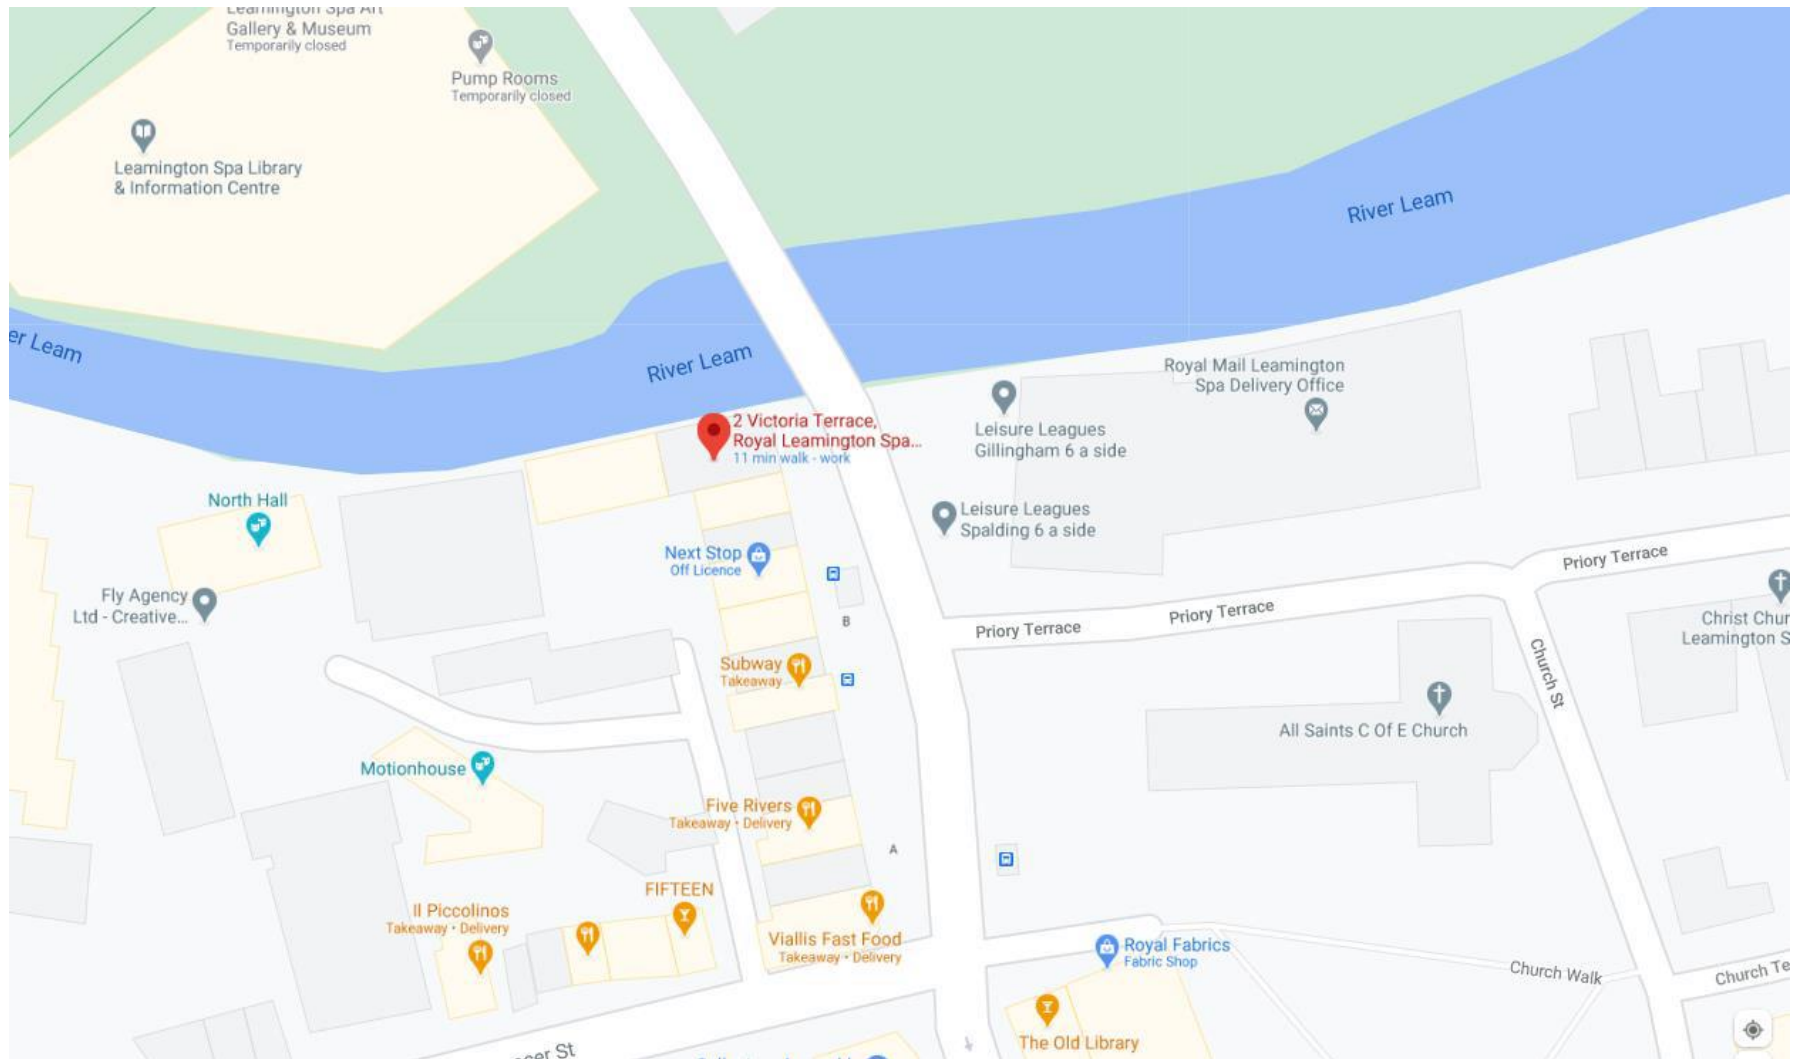 Leamington Spa Art
Gallery & Museum
Temporarily closed
Pump Rooms
Temporarily closed
Leamington Spa Library
& Information Centre
River Leam
er Leam
River Leam
Royal Mail Leamington
Spa Delivery Office
2 Victoria Terrace,
Royal Leamington Spa...
11 min walk - work
Leisure Leagues
Gillingham 6 a side
North Hall
Leisure Leagues
Spalding 6 a side
Next Stop
Off Licence
Priory Terrace
Fly Agency
Ltd - Creative...
Priory Terrace
Priory Terrace
B
Christ Chur
Leamington S
Church St
Subway
Takeaway
All Saints C Of E Church
Motionhouse
Five Rivers
Takeaway • Delivery
A
FIFTEEN
Il Piccolinos
Takeaway • Delivery
Viallis Fast Food
Takeaway • Delivery
Royal Fabrics
Fabric Shop
Church Walk
Church Te
The Old Library
cer St